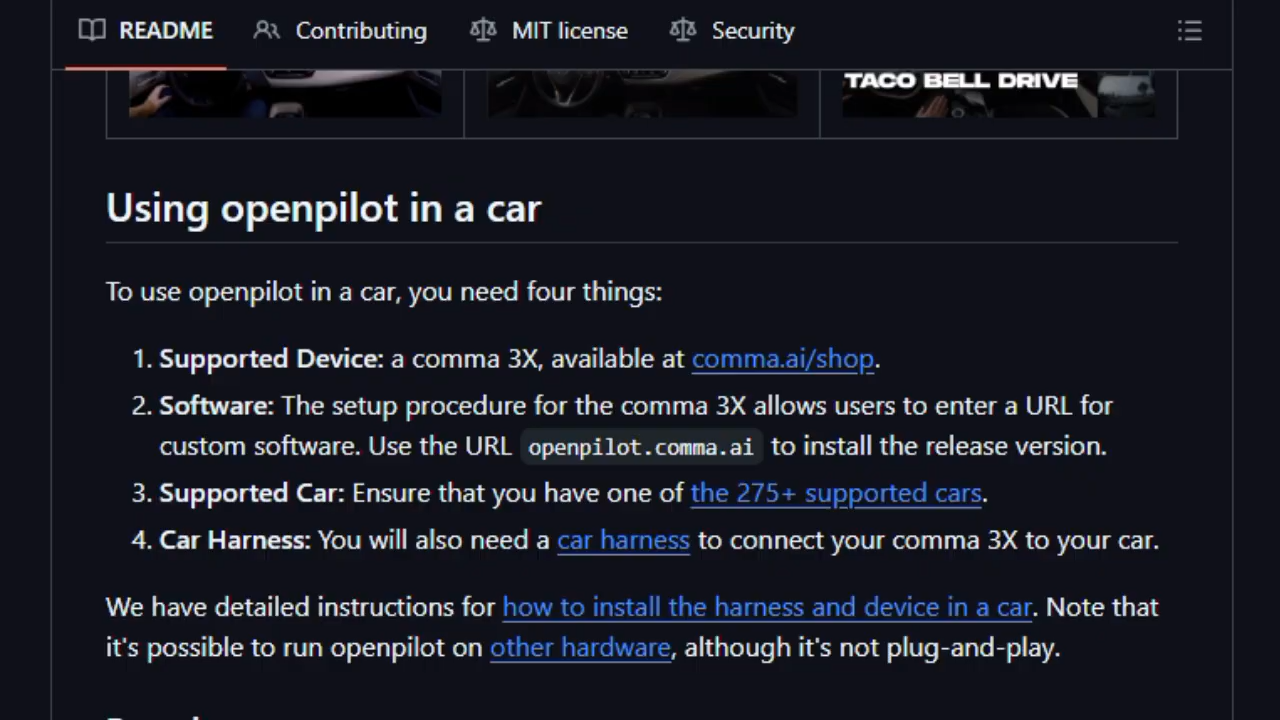 README
Contributing
MIT license
Security
TACO BELL DRIVE
Using openpilot in a car
To use openpilot in a car, you need four things:
1. Supported Device: a comma 3X, available at comma.ai/shop.
2. Software: The setup procedure for the comma 3X allows users to enter a URL for
custom software. Use the URL openpilot.comma.ai to install the release version.
3. Supported Car: Ensure that you have one of the 275+ supported cars.
4. Car Harness: You will also need a car harness to connect your comma 3X to your car.
We have detailed instructions for how to install the harness and device in a car. Note that
it's possible to run openpilot on other hardware, although it's not plug-and-play.